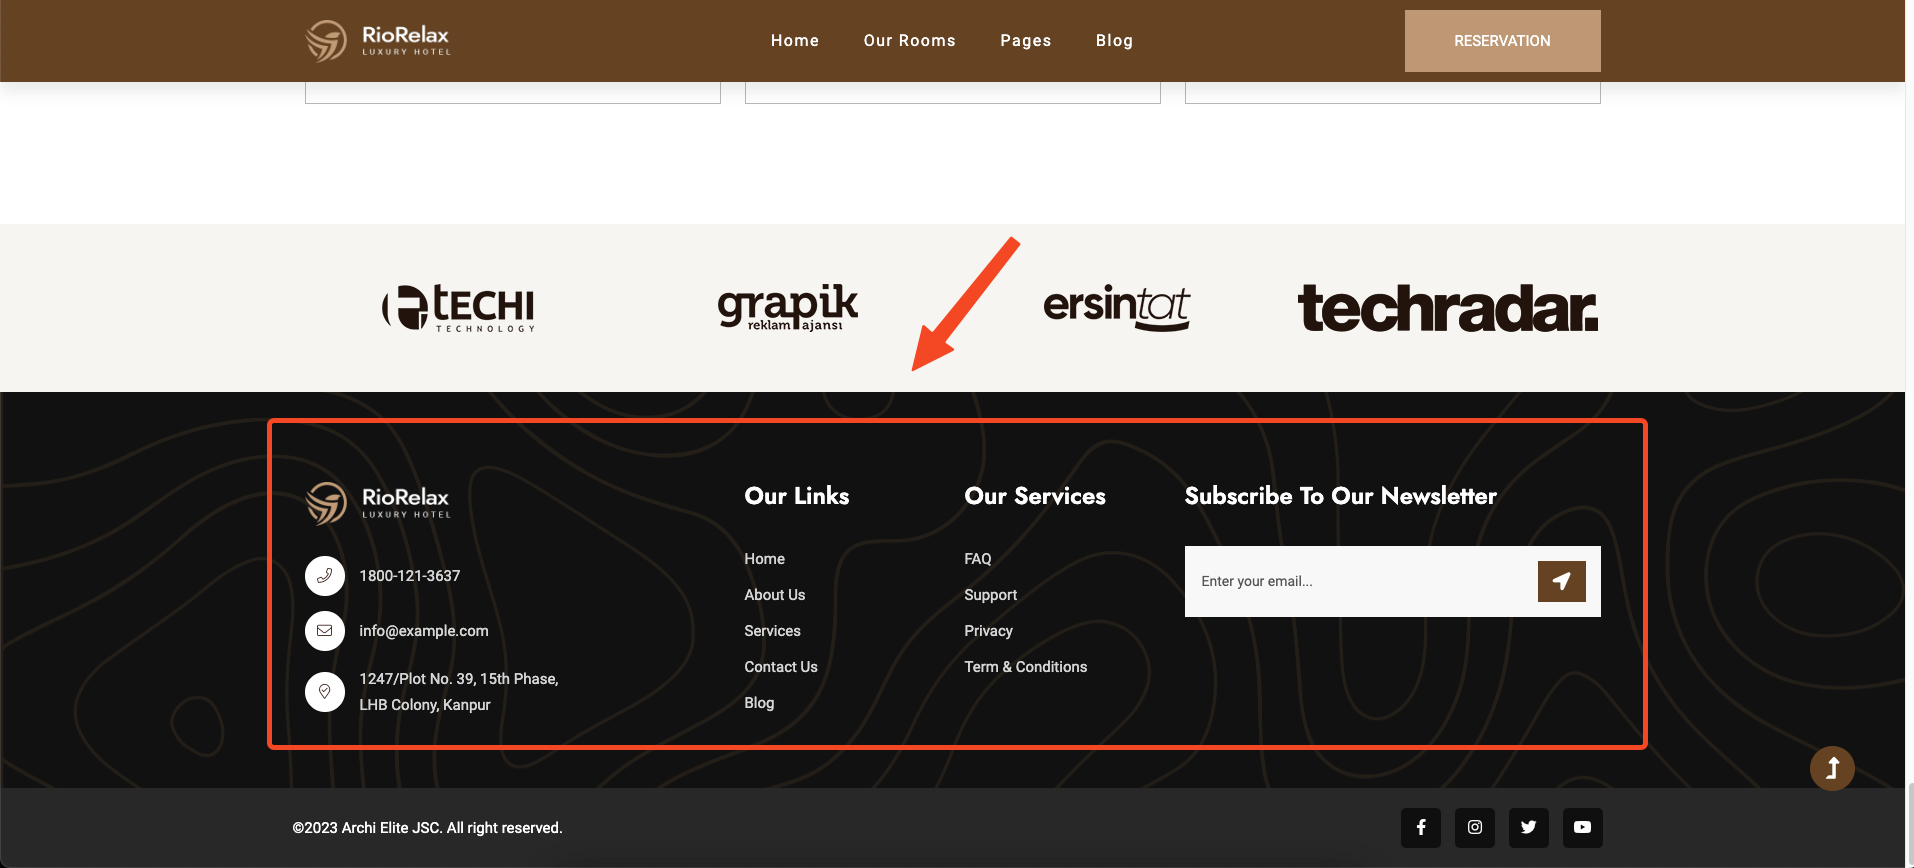 RioRelax
LUXURY HOTEL
Home
Our Rooms
Pages
Blog
RESERVATION
TECHI
TECHNOLOGY
grapik
reklam ajansı
ersintat
techradar.
RioRelax
LUXURY HOTEL
1800-121-3637
info@example.com
1247/Plot No. 39, 15th Phase,
LHB Colony, Kanpur
Our Links
Home
About Us
Services
Contact Us
Blog
Our Services
FAQ
Support
Privacy
Term & Conditions
Subscribe To Our Newsletter
Enter your email...
©2023 Archi Elite JSC. All right reserved.